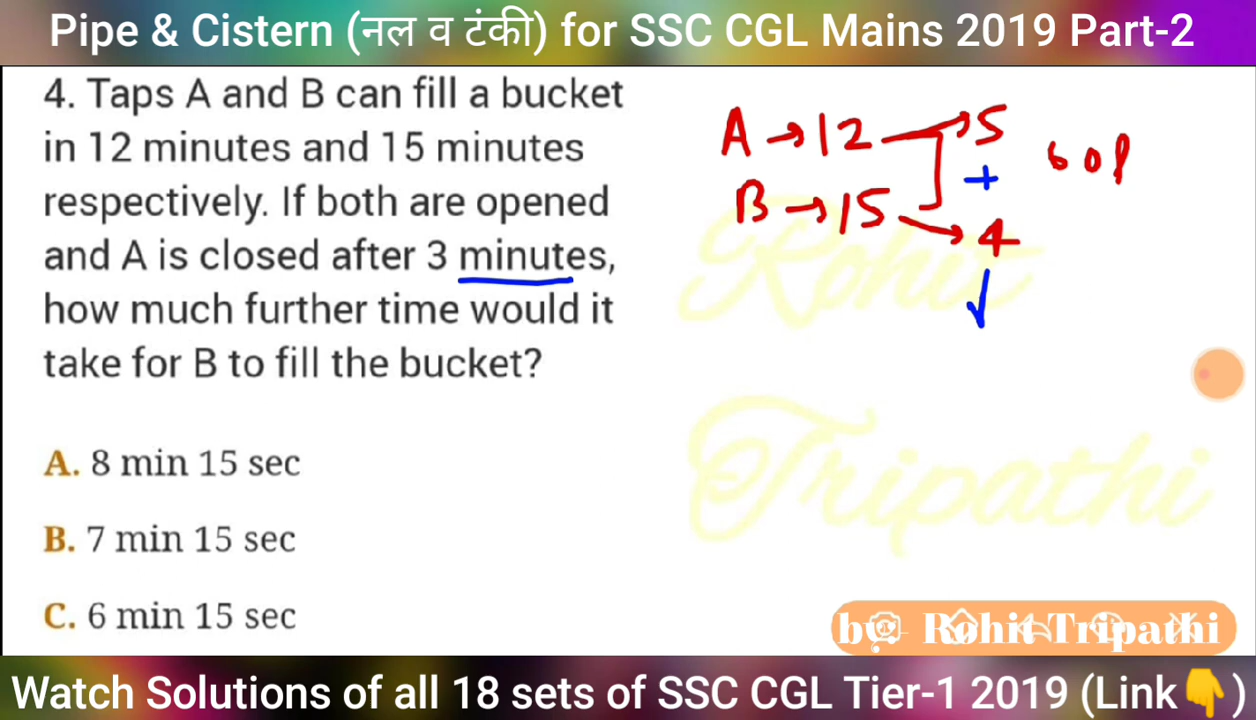 Pipe & Cistern (नल व टंकी) for SSC CGL Mains 2019 Part-2
4. Taps A and B can fill a bucket
in 12 minutes and 15 minutes
respectively. If both are opened
and A is closed after 3 minutes,
how much further time would it
take for B to fill the bucket?
A. 8 min 15 sec
B. 7 min 15 sec
C. 6 min 15 sec
A → 12 → 5
+
B → 15 → 4
Rohit
Tripathi
by: Rohit Tripathi
Watch Solutions of all 18 sets of SSC CGL Tier-1 2019 (Link👇)